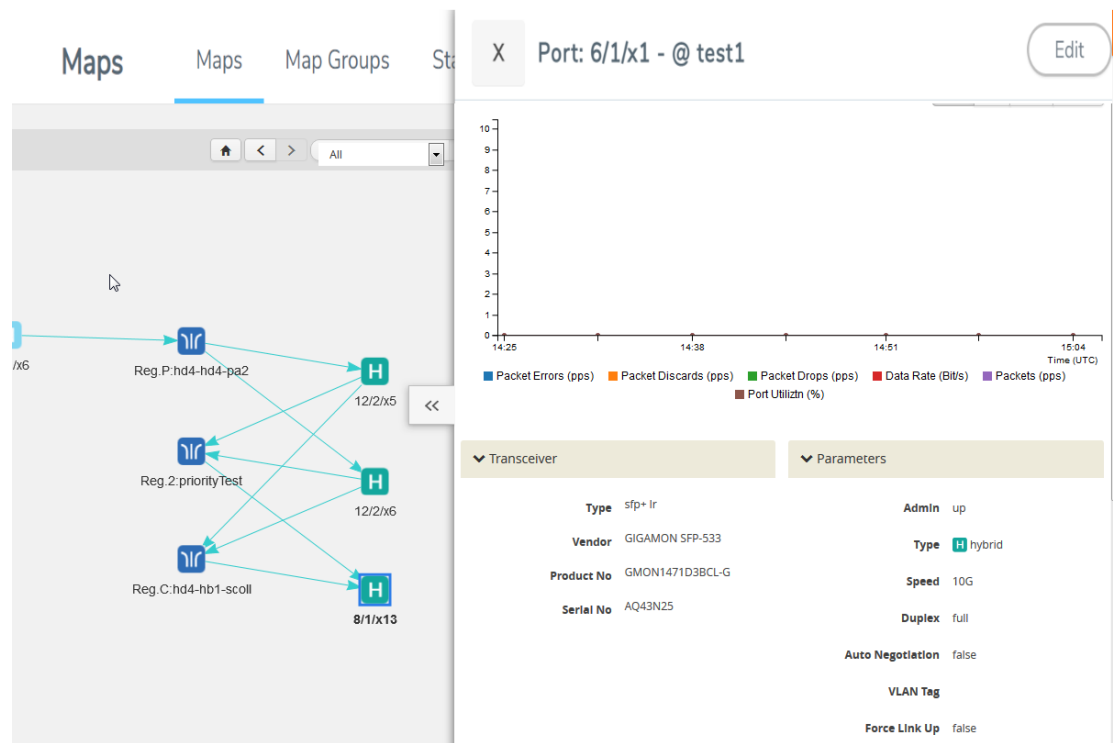 Maps
Maps
Map Groups
Sta
All
/x6
Reg.P:hd4-hd4-pa2
H
12/2/x5
Reg.2:priorityTest
H
12/2/x6
Reg.C:hd4-hb1-scoll
H
8/1/x13
X
Port: 6/1/x1 - @ test1
Edit
10
9
8
7
6
5
4
3
2
1
0
14:25
14:38
14:51
15:04
Time (UTC)
Packet Errors (pps)
Packet Discards (pps)
Packet Drops (pps)
Data Rate (Bit/s)
Packets (pps)
Port Utiliztn (%)
Transceiver
Type sfp+ lr
Vendor GIGAMON SFP-533
Product No GMON1471D3BCL-G
Serial No AQ43N25
Parameters
Admin up
Type H hybrid
Speed 10G
Duplex full
Auto Negotiation false
VLAN Tag
Force Link Up false